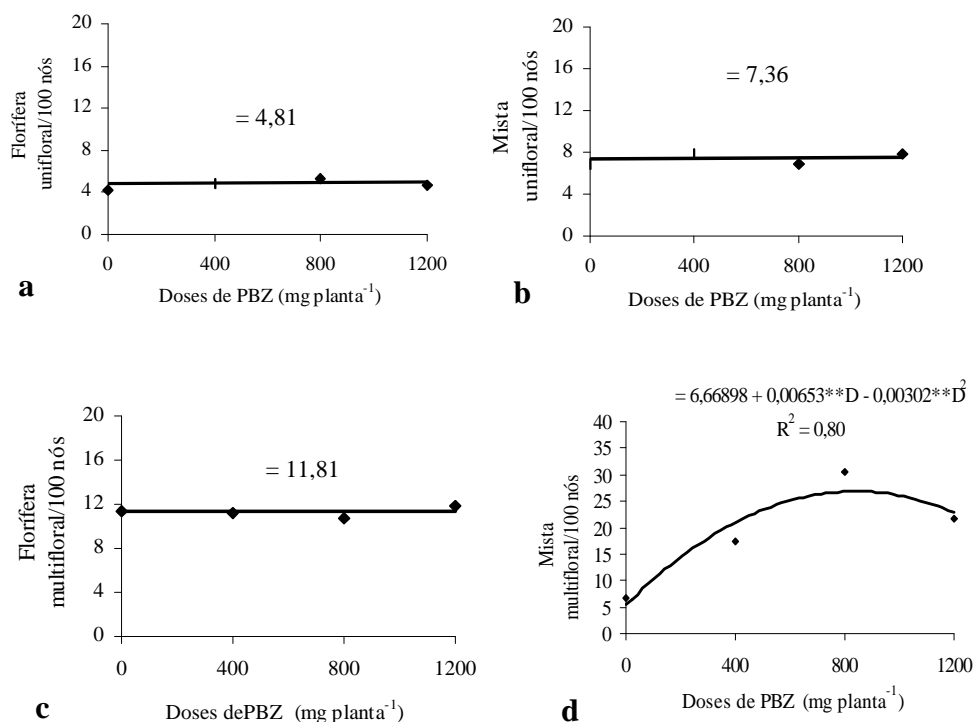 20
16
12
8
4
0
Florífera
unifloral/100 nós
= 4,81
0 400 800 1200
Doses de PBZ (mg planta⁻¹)
a
20
16
12
8
4
0
Mista
unifloral/100 nós
= 7,36
0 400 800 1200
Doses de PBZ (mg planta⁻¹)
b
20
16
12
8
4
0
Florífera
multifloral/100 nós
= 11,81
0 400 800 1200
Doses dePBZ (mg planta⁻¹)
c
= 6,66898 + 0,00653**D - 0,00302**D²
R² = 0,80
40
35
30
25
20
15
10
5
0
Mista
multifloral/100 nós
0 400 800 1200
Doses de PBZ (mg planta⁻¹)
d